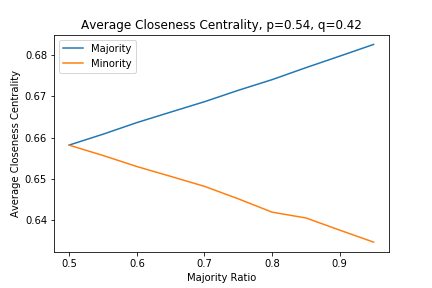 Average Closeness Centrality, p=0.54, q=0.42
Majority
Minority
Average Closeness Centrality
0.68
0.67
0.66
0.65
0.64
0.5 0.6 0.7 0.8 0.9
Majority Ratio